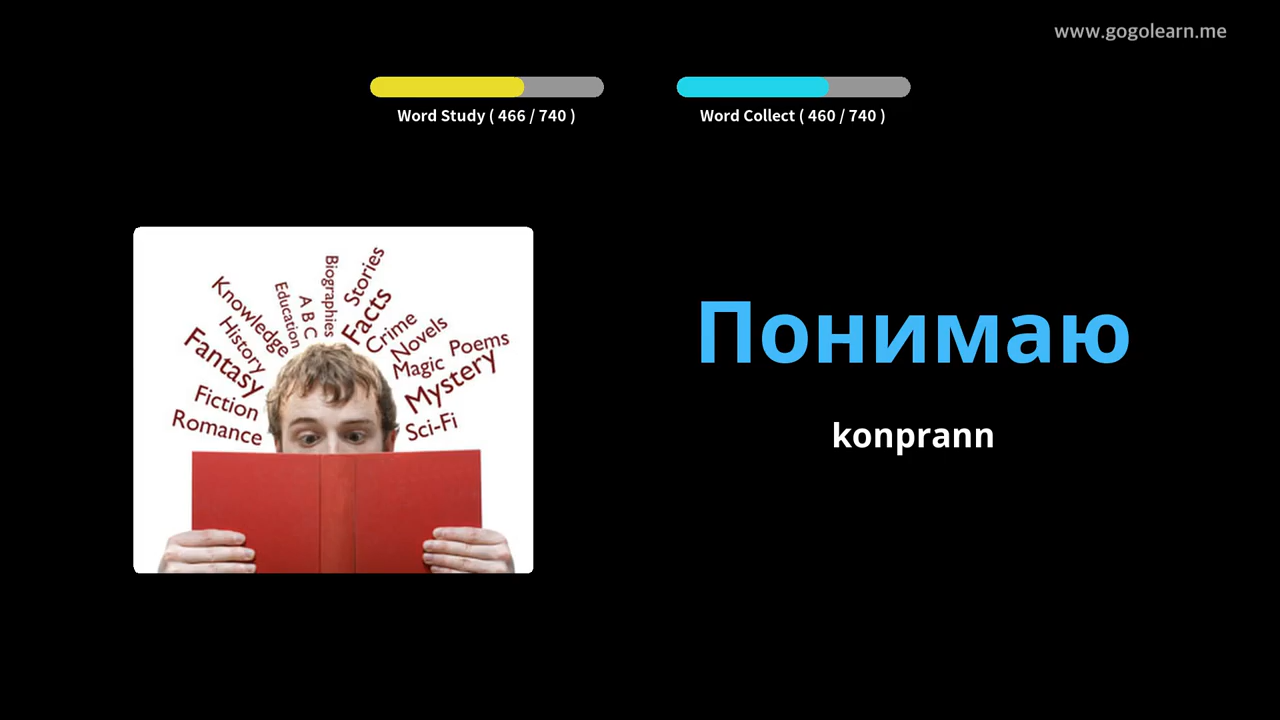 www.gogolearn.me
Word Study ( 466 / 740 )
Word Collect ( 460 / 740 )
Biographies
Stories
Knowledge
Education
A B C
Facts
History
Crime
Novels
Fantasy
Magic
Poems
Mystery
Fiction
Romance
Sci-Fi
Понимаю
konprann